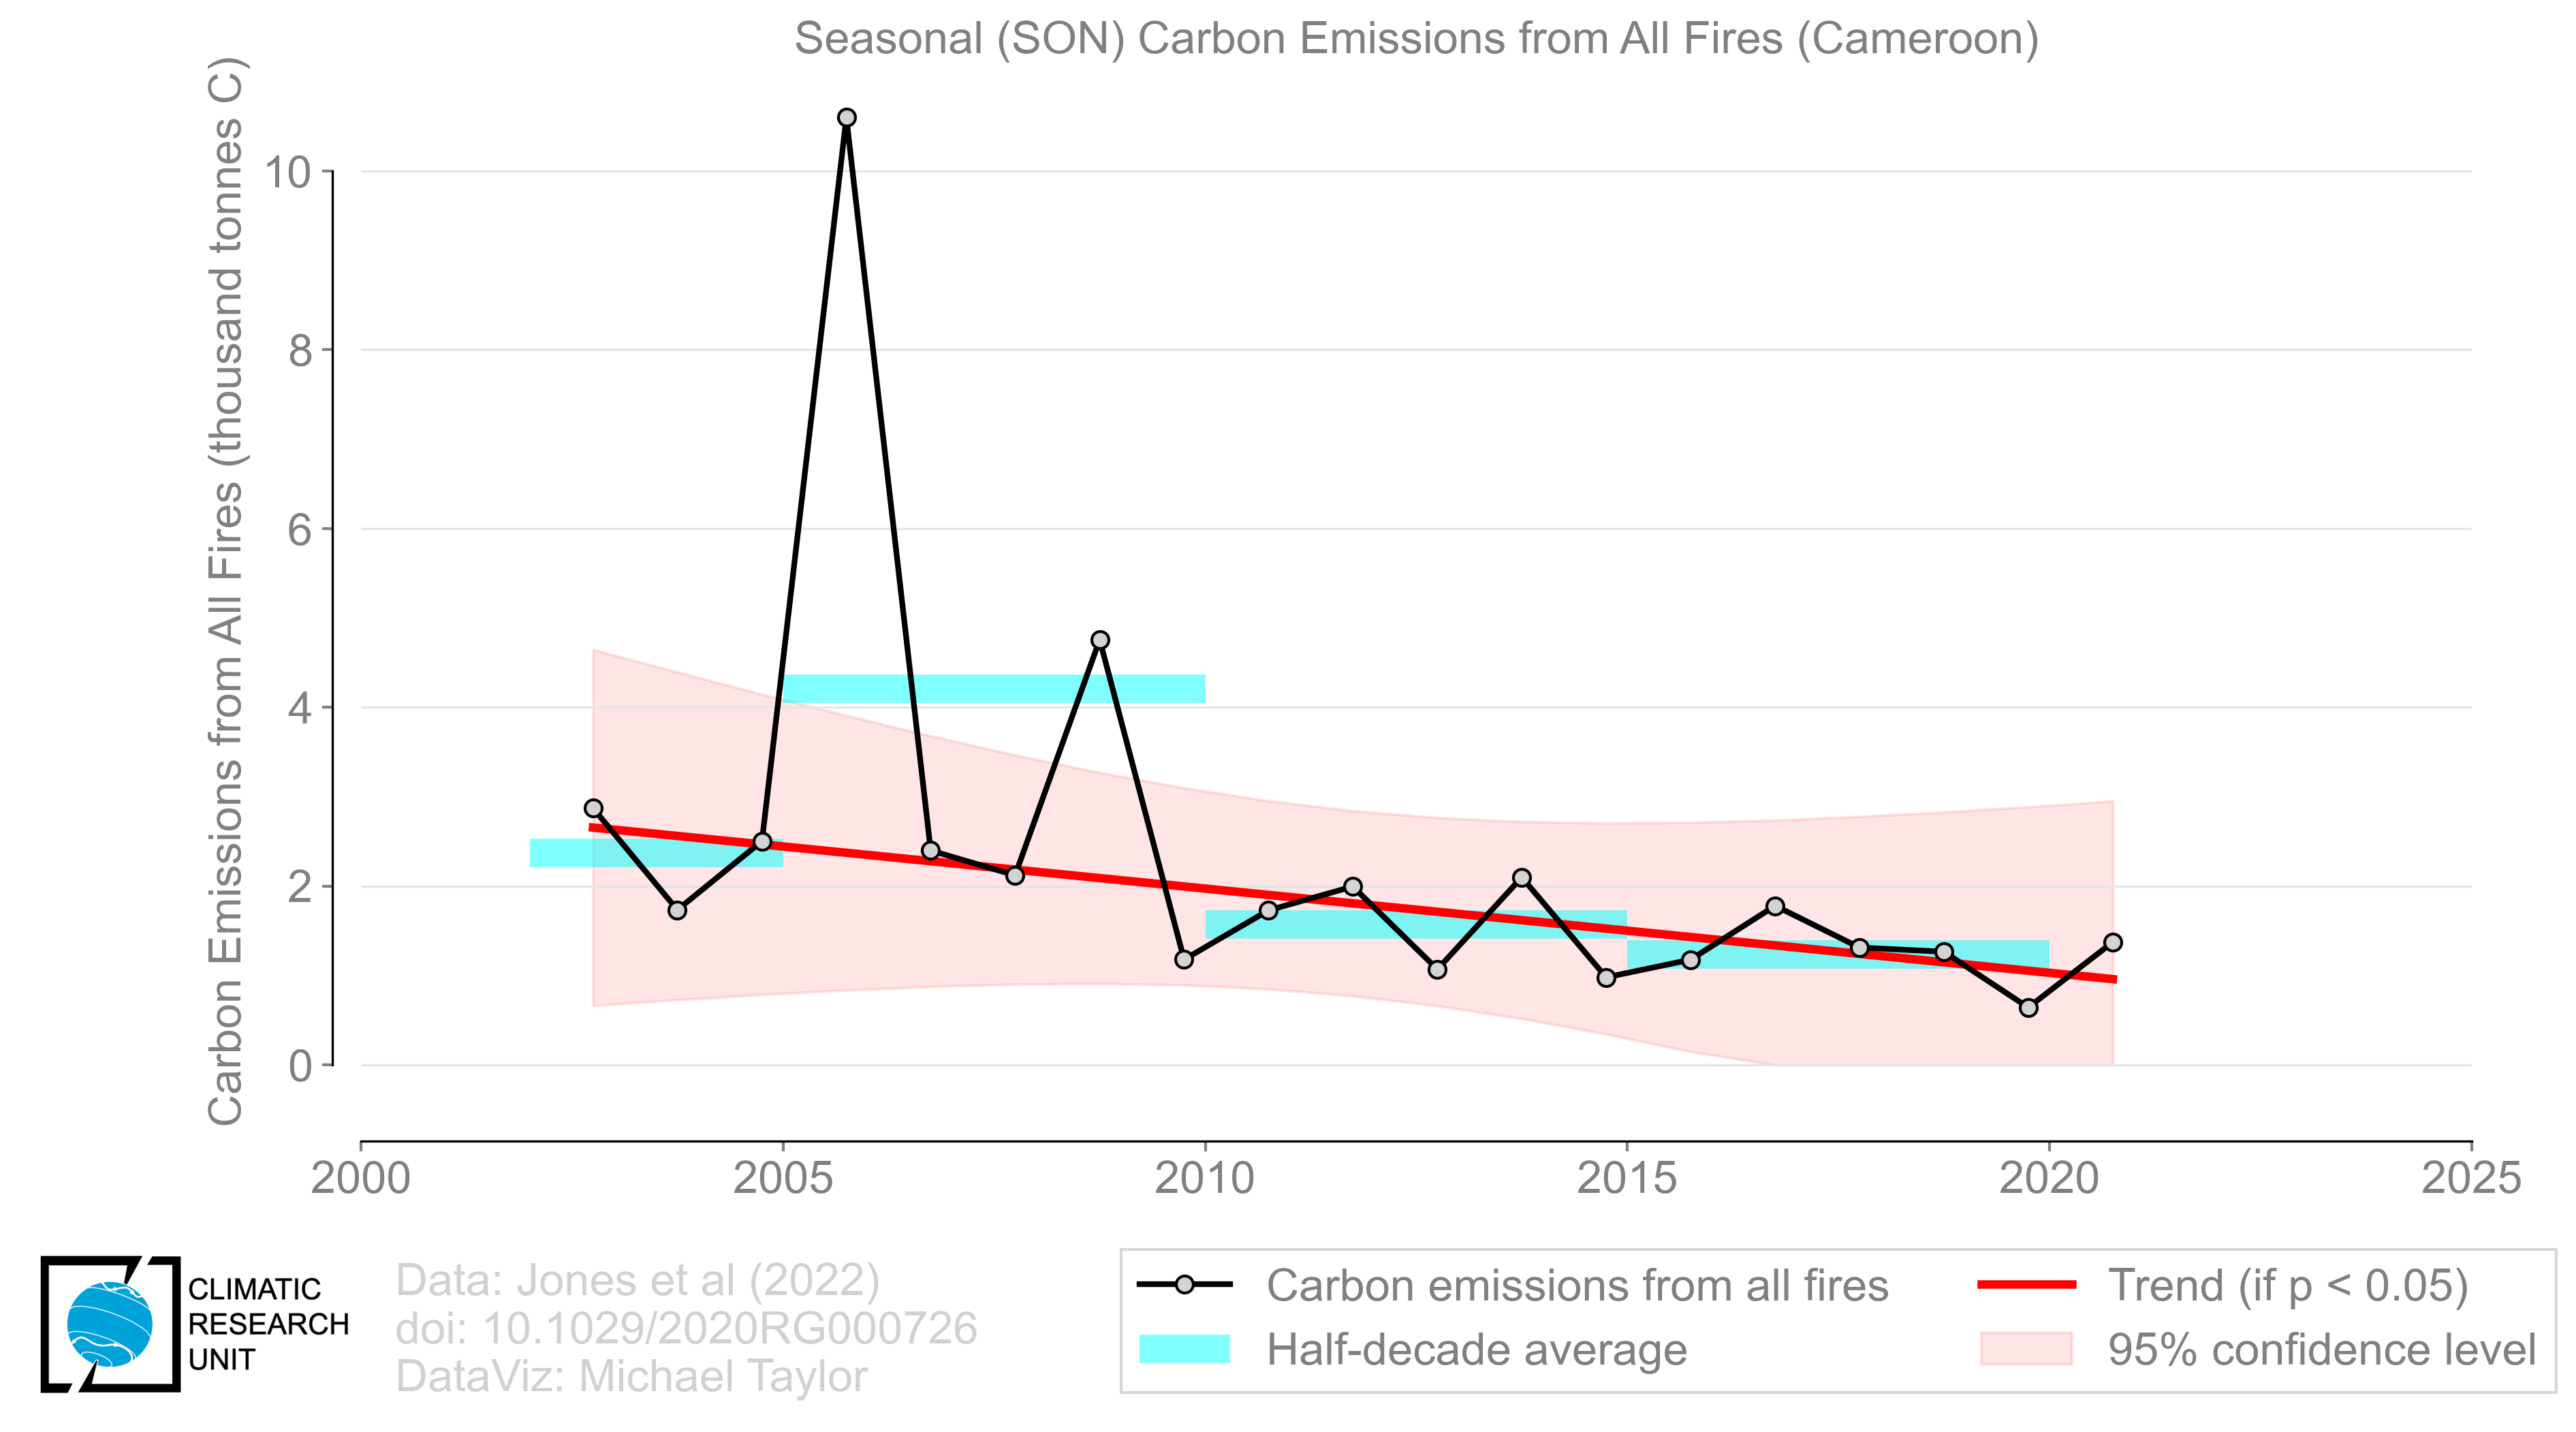 Seasonal (SON) Carbon Emissions from All Fires (Cameroon)
Carbon Emissions from All Fires (thousand tonnes C)
10
8
6
4
2
0
2000 2005 2010 2015 2020 2025
CLIMATIC
RESEARCH
UNIT
Data: Jones et al (2022)
doi: 10.1029/2020RG000726
DataViz: Michael Taylor
Carbon emissions from all fires
Half-decade average
Trend (if p < 0.05)
95% confidence level